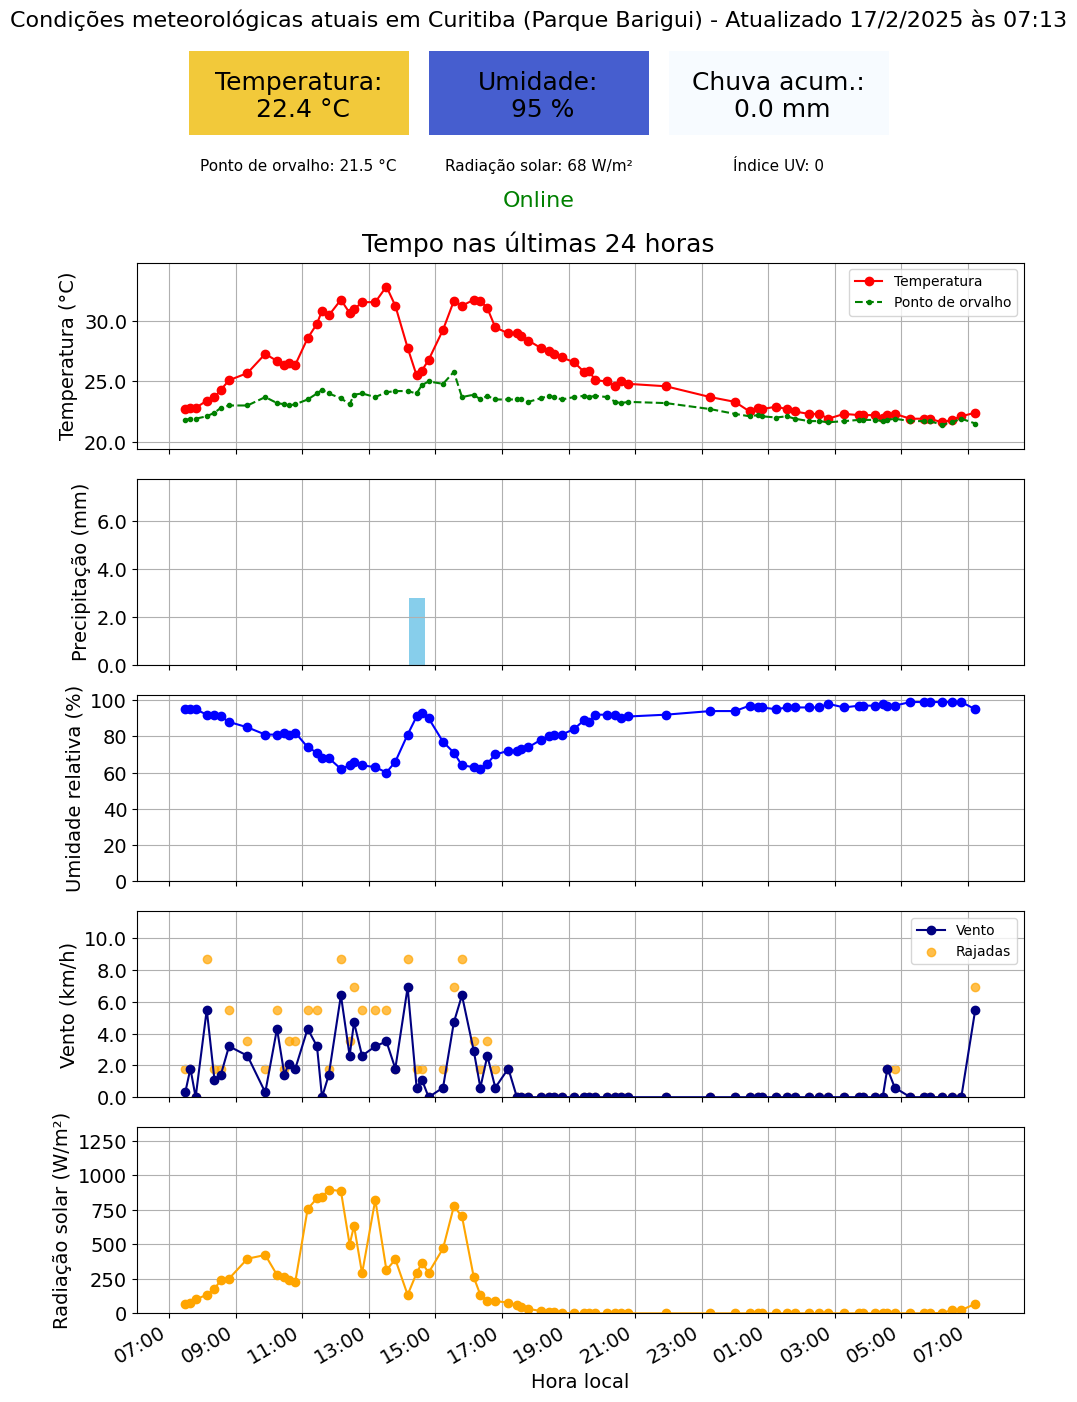 Condições meteorológicas atuais em Curitiba (Parque Barigui) - Atualizado 17/2/2025 às 07:13
Temperatura:
22.4 °C
Umidade:
95 %
Chuva acum.:
0.0 mm
Ponto de orvalho: 21.5 °C
Radiação solar: 68 W/m²
Índice UV: 0
Online
Tempo nas últimas 24 horas
Temperatura (°C)
30.0
25.0
20.0
Temperatura
Ponto de orvalho
Precipitação (mm)
6.0
4.0
2.0
0.0
Umidade relativa (%)
100
80
60
40
20
0
Vento (km/h)
10.0
8.0
6.0
4.0
2.0
0.0
Vento
Rajadas
Radiação solar (W/m²)
1250
1000
750
500
250
0
07:00
09:00
11:00
13:00
15:00
17:00
19:00
21:00
23:00
01:00
03:00
05:00
07:00
Hora local